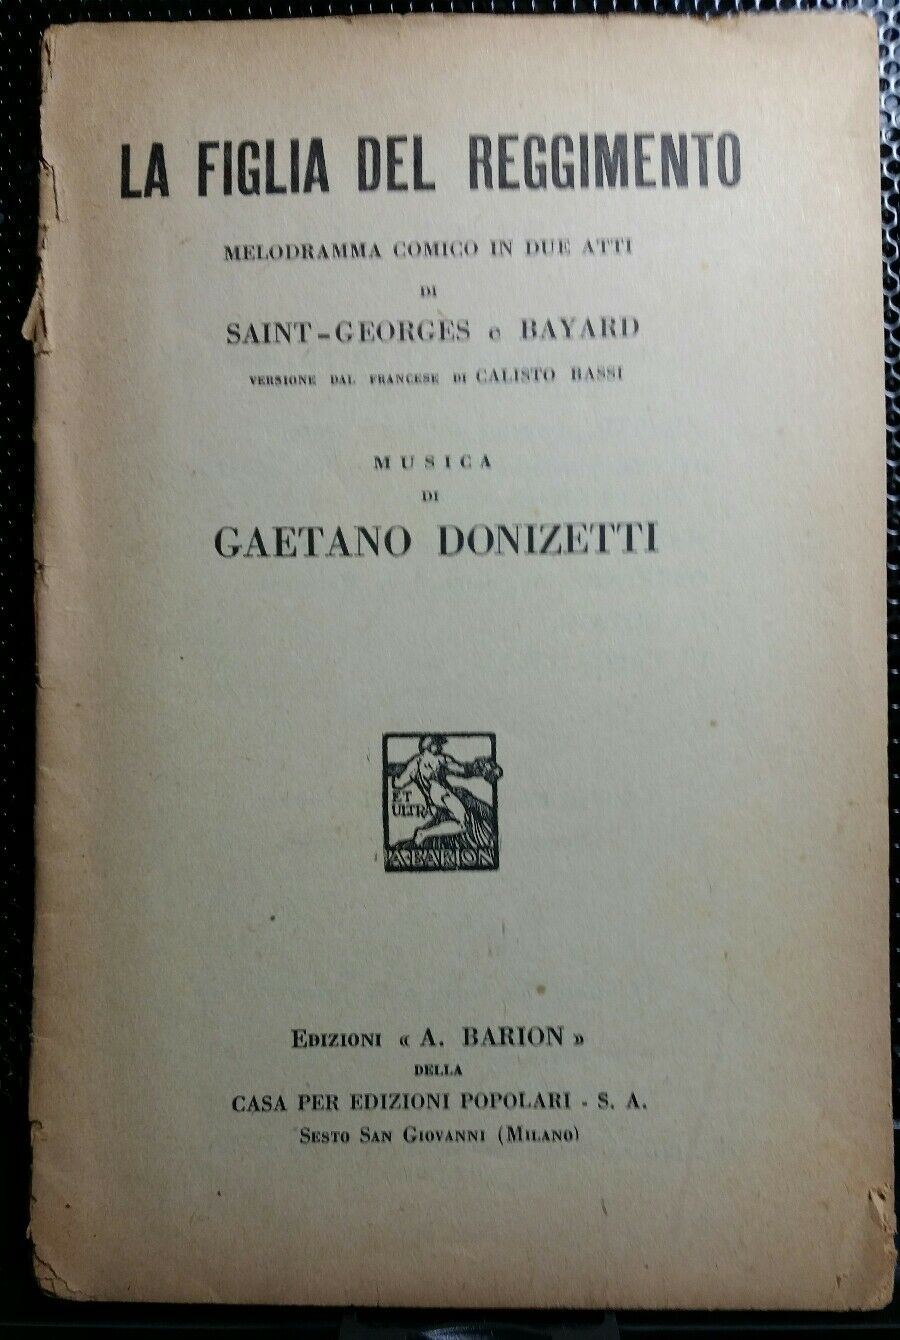 LA FIGLIA DEL REGGIMENTO
MELODRAMMA COMICO IN DUE ATTI
DI
SAINT-GEORGES e BAYARD
VERSIONE DAL FRANCESE DI CALISTO BASSI
MUSICA
DI
GAETANO DONIZETTI
ET
ULTRA
A·BARION
EDIZIONI « A. BARION »
DELLA
CASA PER EDIZIONI POPOLARI - S. A.
SESTO SAN GIOVANNI (MILANO)